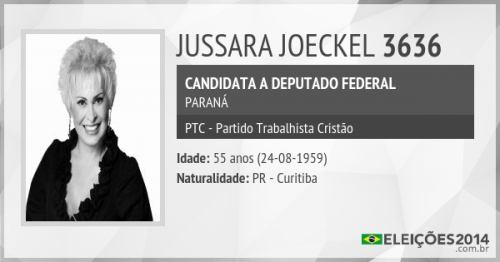 JUSSARA JOECKEL 3636
CANDIDATA A DEPUTADO FEDERAL
PARANÁ
PTC - Partido Trabalhista Cristão
Idade: 55 anos (24-08-1959)
Naturalidade: PR - Curitiba
ELEIÇÕES2014
.com.br